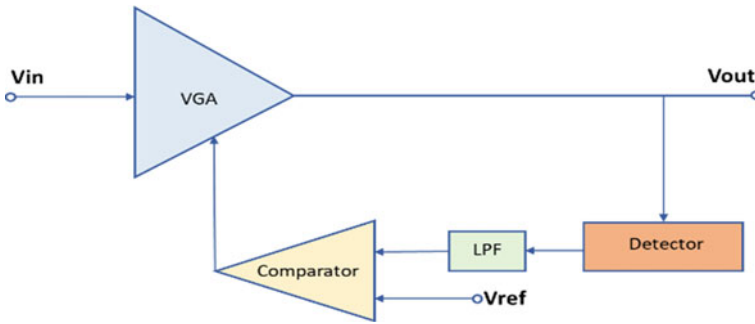 Vin
VGA
Vout
Comparator
LPF
Detector
Vref